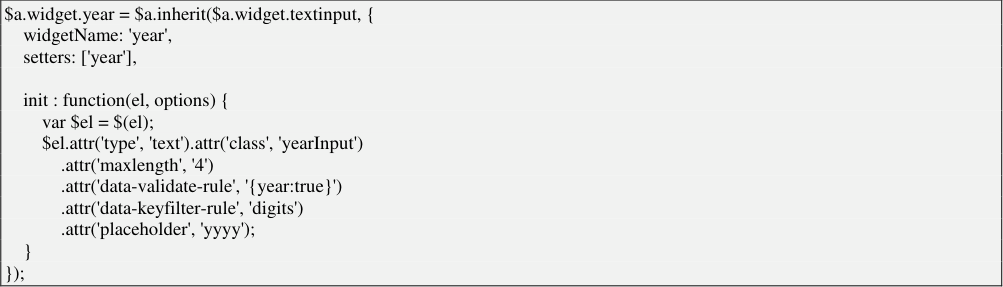 $a.widget.year = $a.inherit($a.widget.textinput, {
    widgetName: 'year',
    setters: ['year'],

    init : function(el, options) {
        var $el = $(el);
        $el.attr('type', 'text').attr('class', 'yearInput')
            .attr('maxlength', '4')
            .attr('data-validate-rule', '{year:true}')
            .attr('data-keyfilter-rule', 'digits')
            .attr('placeholder', 'yyyy');
    }
});